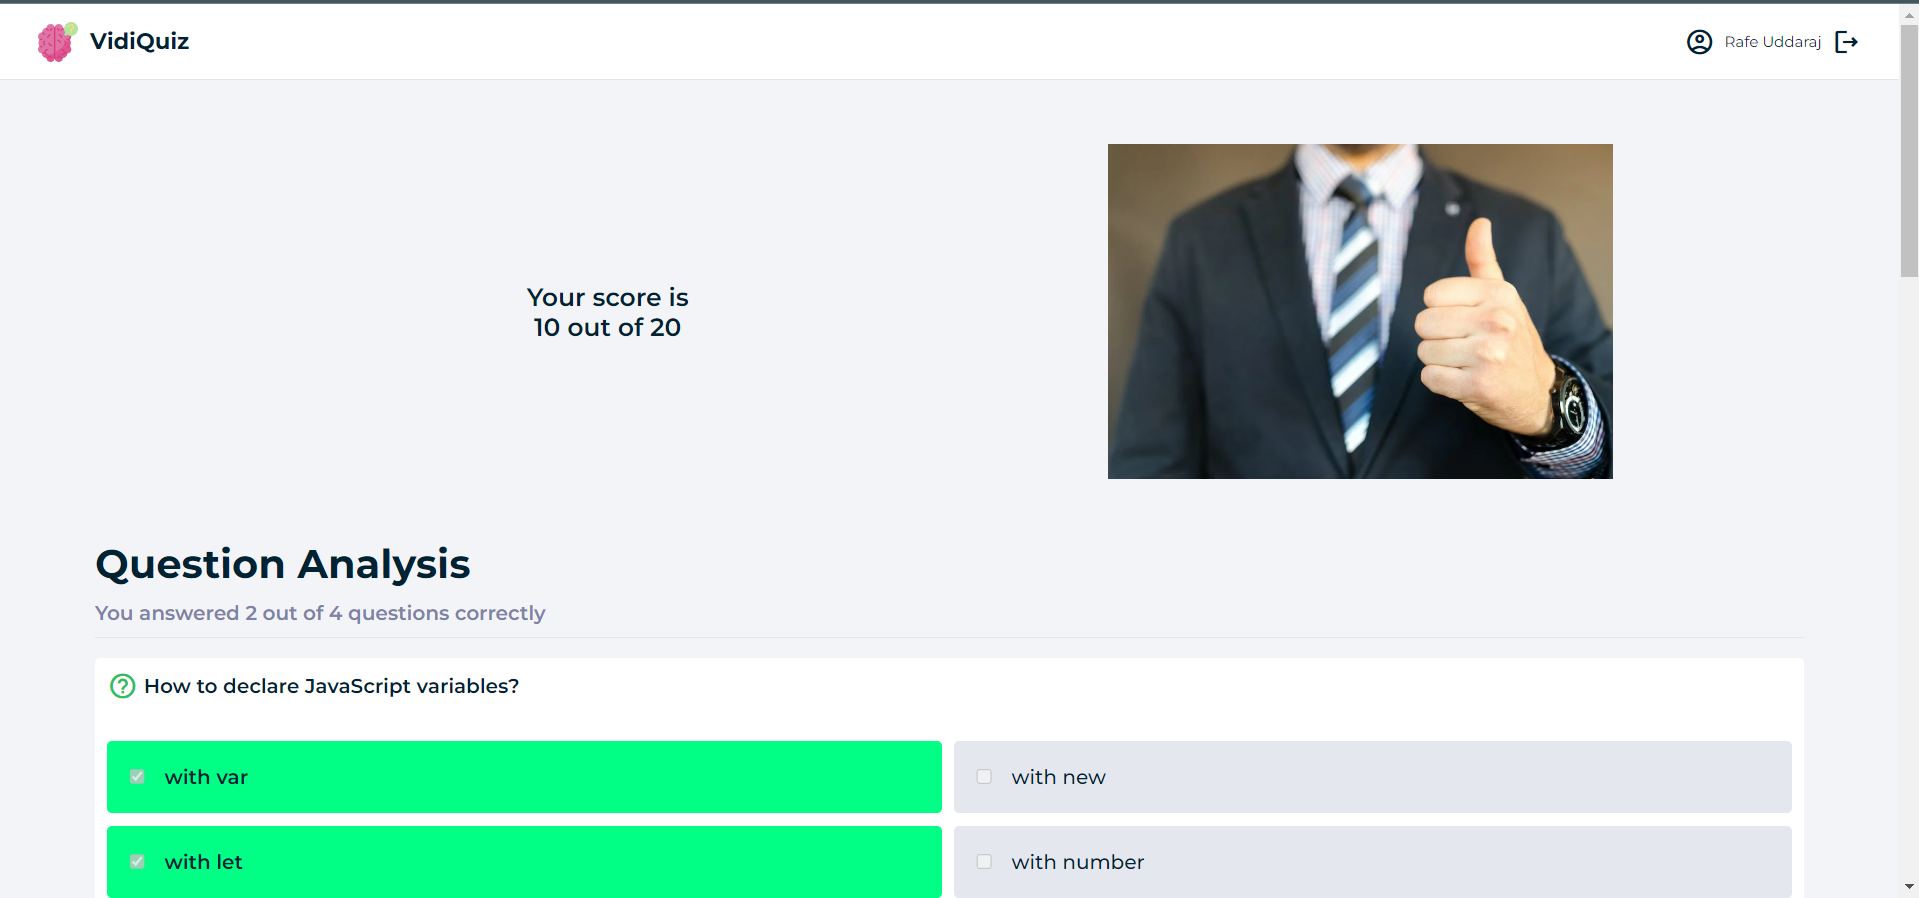 VidiQuiz
Rafe Uddaraj
Your score is
10 out of 20
Question Analysis
You answered 2 out of 4 questions correctly
How to declare JavaScript variables?
with var
with new
with let
with number